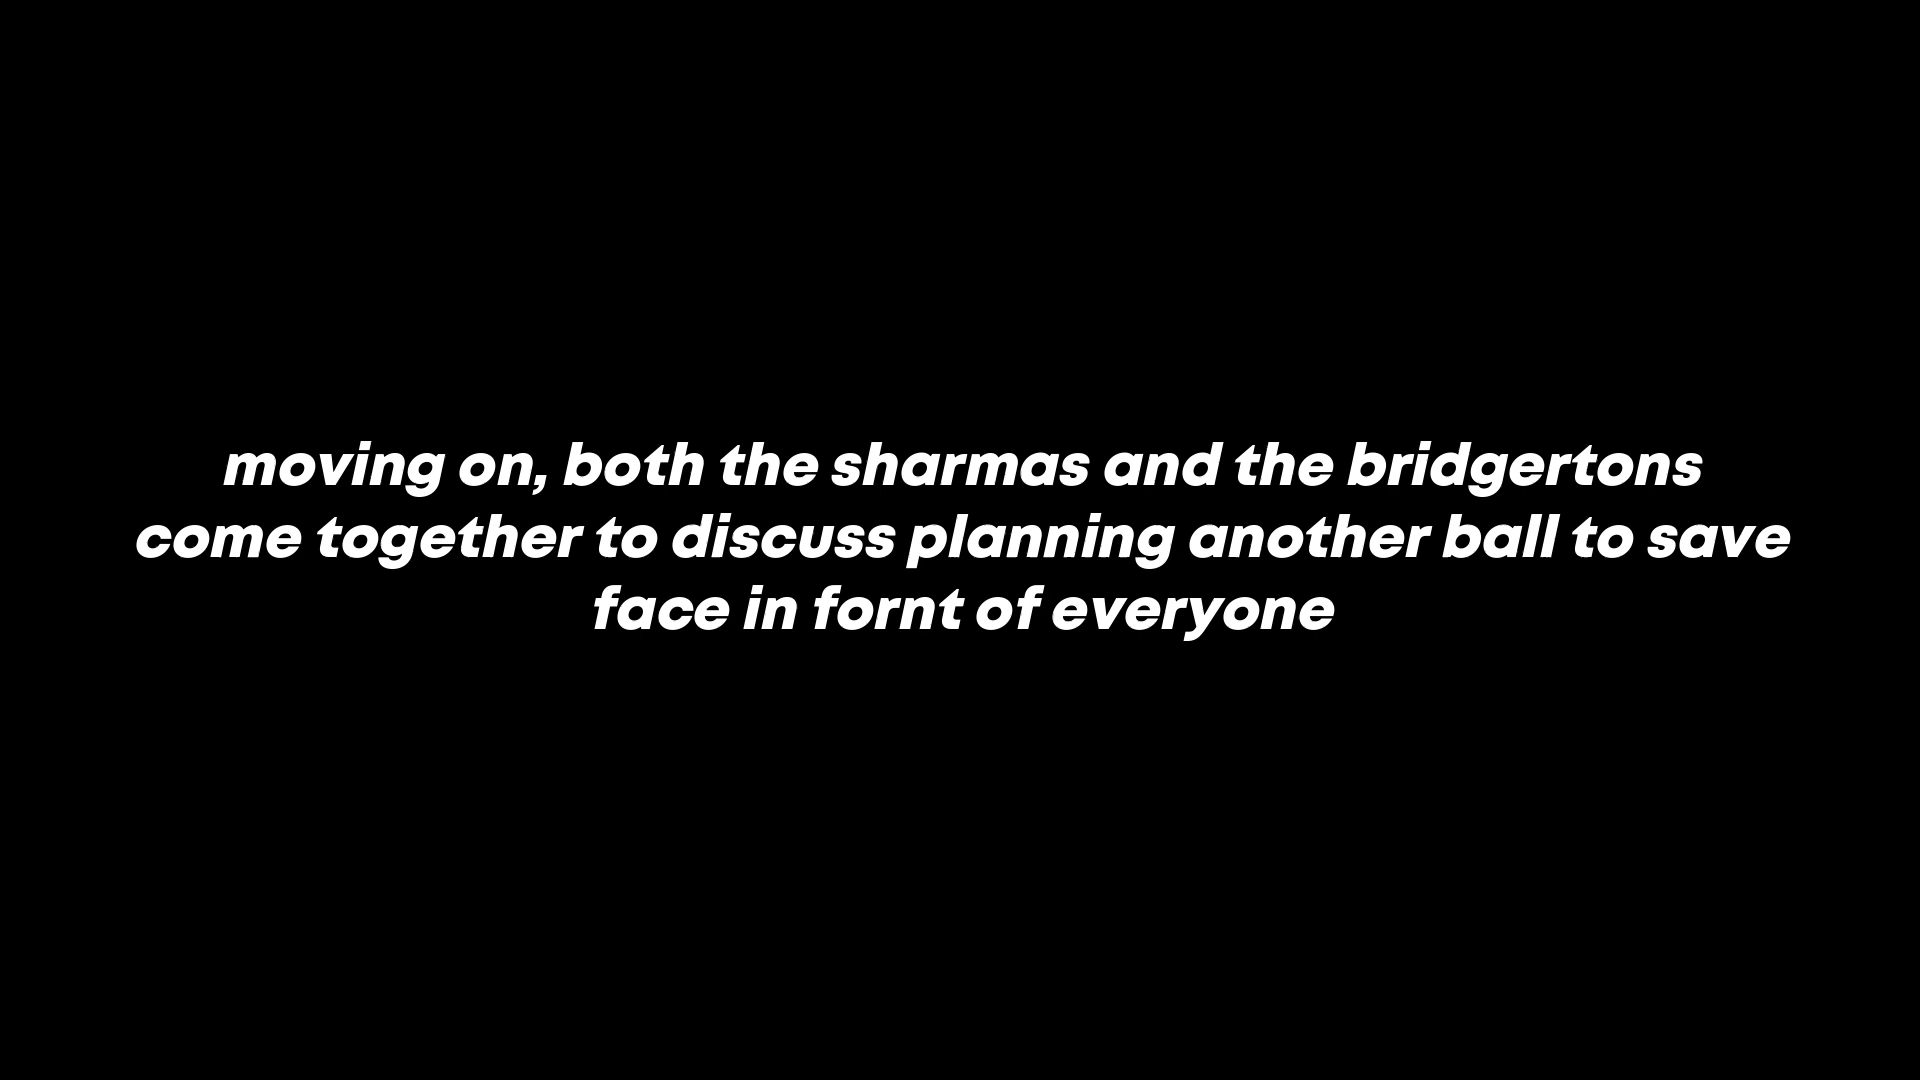 moving on, both the sharmas and the bridgertons
come together to discuss planning another ball to save
face in fornt of everyone